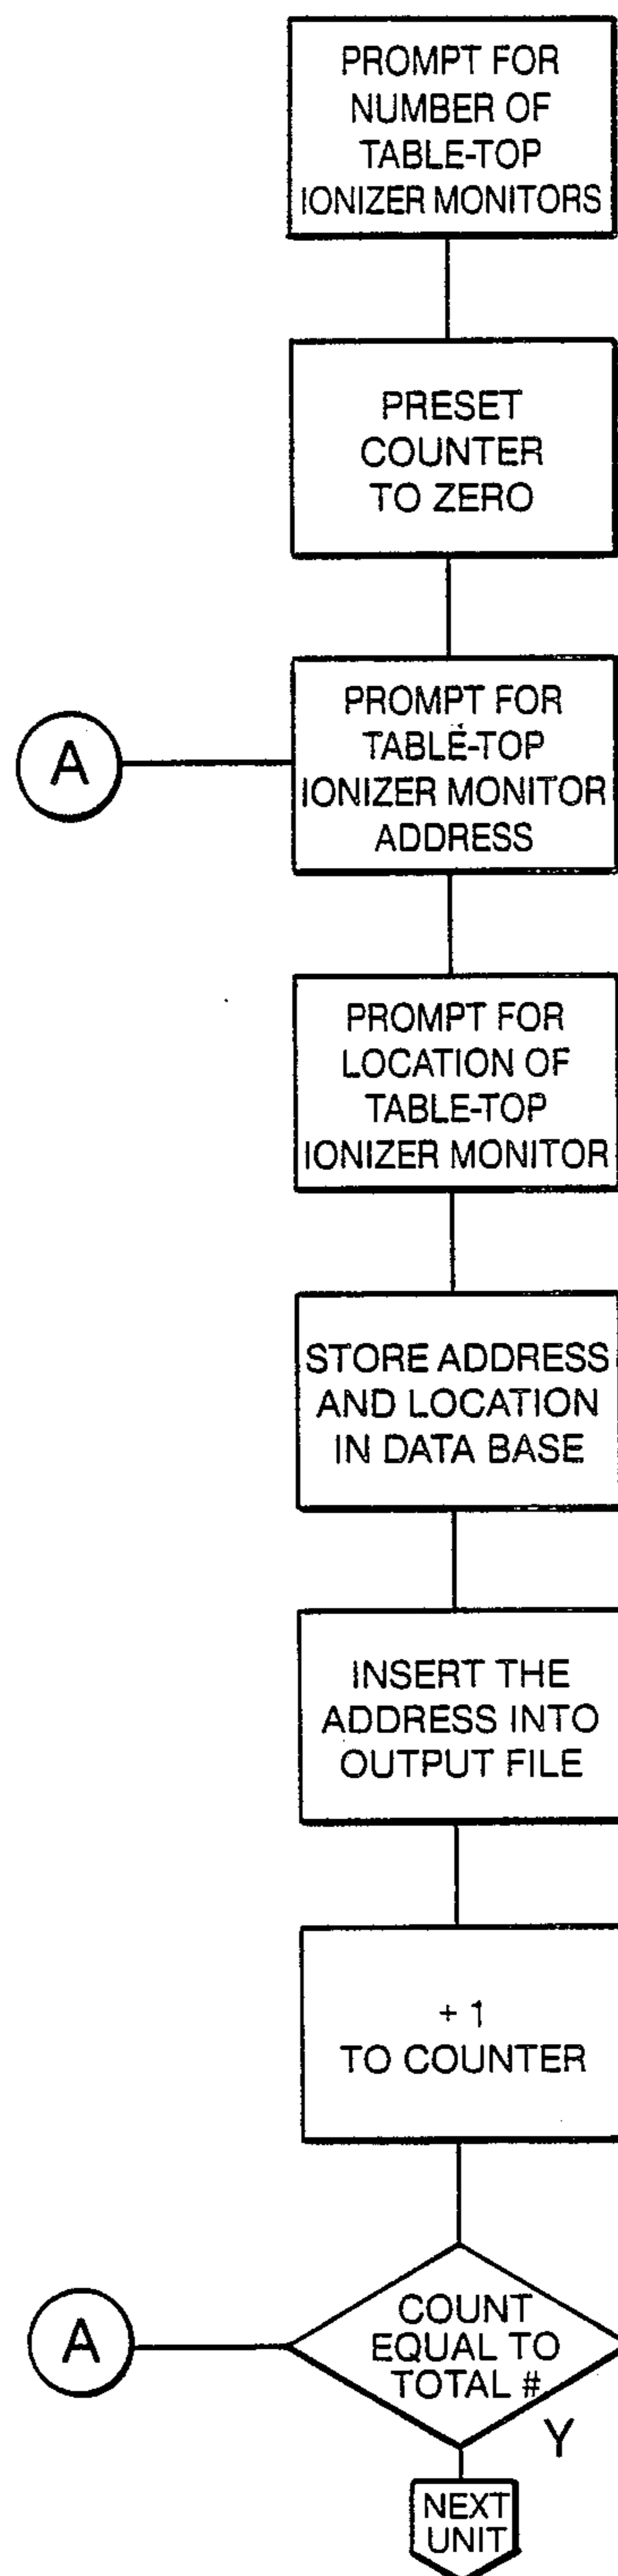 PROMPT FOR
NUMBER OF
TABLE-TOP
IONIZER MONITORS
PRESET
COUNTER
TO ZERO
A
PROMPT FOR
TABLE-TOP
IONIZER MONITOR
ADDRESS
PROMPT FOR
LOCATION OF
TABLE-TOP
IONIZER MONITOR
STORE ADDRESS
AND LOCATION
IN DATA BASE
INSERT THE
ADDRESS INTO
OUTPUT FILE
+ 1
TO COUNTER
A
COUNT
EQUAL TO
TOTAL #
Y
NEXT
UNIT